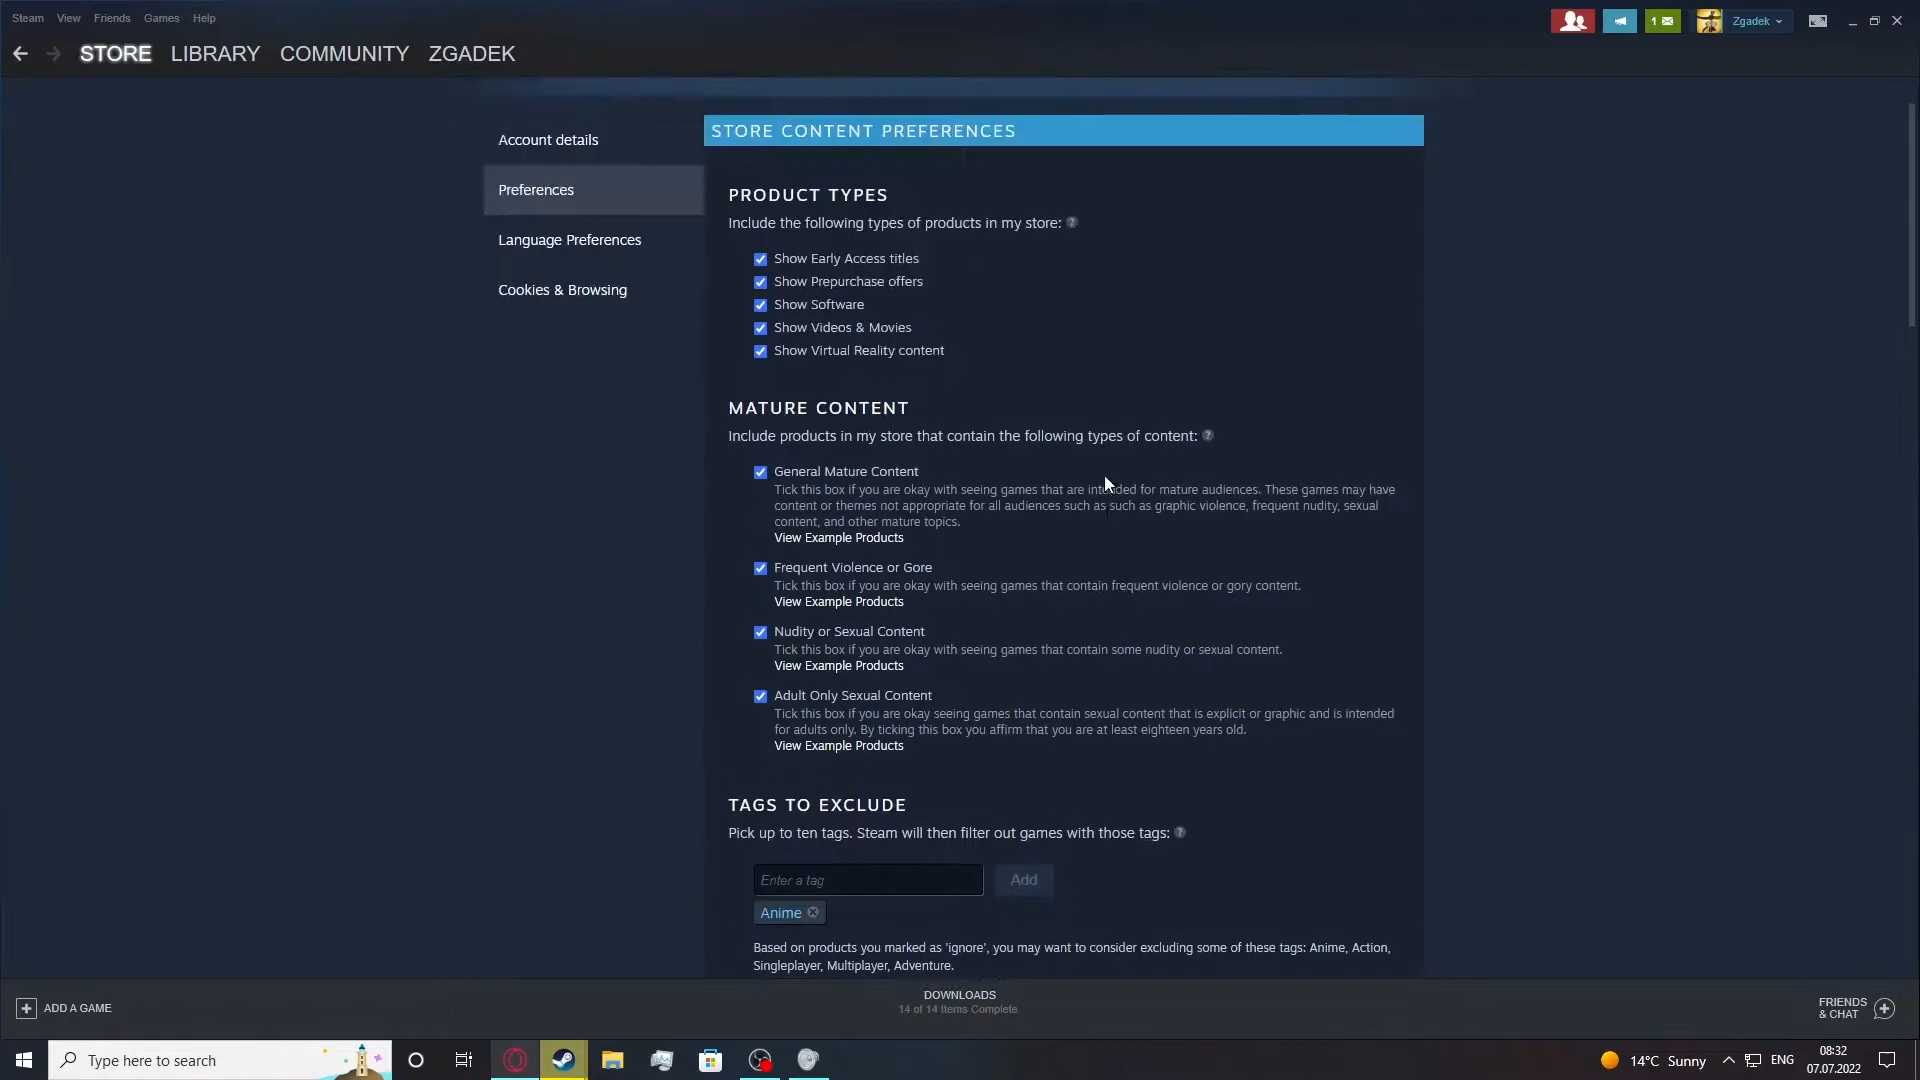 Steam View Friends Games Help
1
Zgadek
STORE LIBRARY COMMUNITY ZGADEK
Account details
Preferences
Language Preferences
Cookies & Browsing
STORE CONTENT PREFERENCES
PRODUCT TYPES
Include the following types of products in my store: ?
Show Early Access titles
Show Prepurchase offers
Show Software
Show Videos & Movies
Show Virtual Reality content
MATURE CONTENT
Include products in my store that contain the following types of content: ?
General Mature Content
Tick this box if you are okay with seeing games that are intended for mature audiences. These games may have
content or themes not appropriate for all audiences such as such as graphic violence, frequent nudity, sexual
content, and other mature topics.
View Example Products
Frequent Violence or Gore
Tick this box if you are okay with seeing games that contain frequent violence or gory content.
View Example Products
Nudity or Sexual Content
Tick this box if you are okay with seeing games that contain some nudity or sexual content.
View Example Products
Adult Only Sexual Content
Tick this box if you are okay seeing games that contain sexual content that is explicit or graphic and is intended
for adults only. By ticking this box you affirm that you are at least eighteen years old.
View Example Products
TAGS TO EXCLUDE
Pick up to ten tags. Steam will then filter out games with those tags: ?
Enter a tag
Add
Anime
Based on products you marked as 'ignore', you may want to consider excluding some of these tags: Anime, Action,
Singleplayer, Multiplayer, Adventure.
ADD A GAME
DOWNLOADS
14 of 14 Items Complete
FRIENDS
& CHAT
Type here to search
14°C Sunny
ENG
08:32
07.07.2022